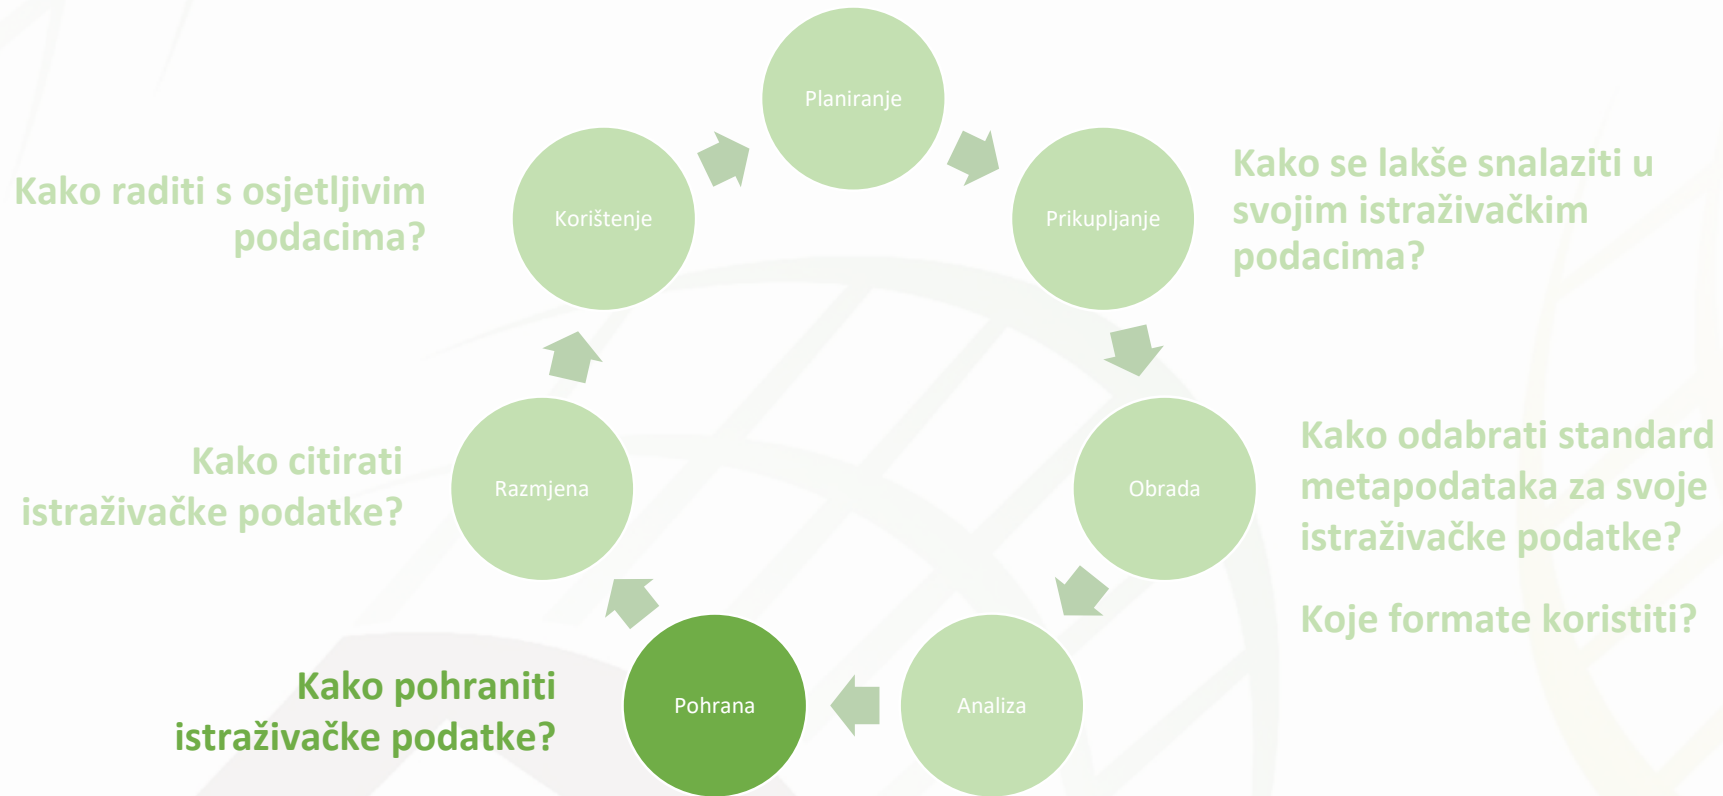 Planiranje
Kako raditi s osjetljivim
podacima?
Korištenje
Prikupljanje
Kako se lakše snalaziti u
svojim istraživačkim
podacima?
Kako citirati
istraživačke podatke?
Razmjena
Obrada
Kako odabrati standard
metapodataka za svoje
istraživačke podatke?
Koje formate koristiti?
Kako pohraniti
istraživačke podatke?
Pohrana
Analiza